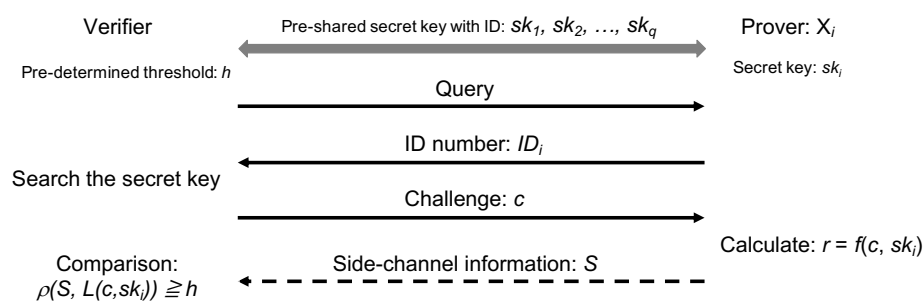 Verifier
Pre-shared secret key with ID: sk₁, sk₂, …, sk_q
Prover: Xᵢ
Pre-determined threshold: h
Secret key: skᵢ
Query
ID number: IDᵢ
Search the secret key
Challenge: c
Calculate: r = f(c, skᵢ)
Comparison:
Side-channel information: S
ρ(S, L(c,skᵢ)) ≧ h